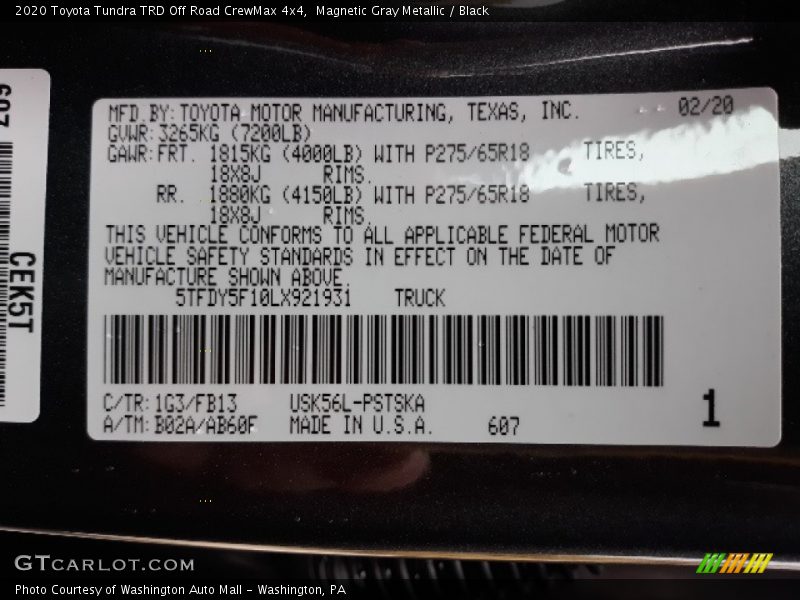 2020 Toyota Tundra TRD Off Road CrewMax 4x4,  Magnetic Gray Metallic / Black
607
CEK5T
MFD.BY:TOYOTA MOTOR MANUFACTURING, TEXAS, INC. 02/20
GVWR:3265KG (7200LB)
GAWR:FRT. 1815KG (4000LB) WITH P275/65R18 TIRES,
18X8J RIMS.
RR. 1880KG (4150LB) WITH P275/65R18 TIRES,
18X8J RIMS.
THIS VEHICLE CONFORMS TO ALL APPLICABLE FEDERAL MOTOR
VEHICLE SAFETY STANDARDS IN EFFECT ON THE DATE OF
MANUFACTURE SHOWN ABOVE.
5TFDY5F10LX921931 TRUCK
C/TR:1G3/FB13 USK56L-PSTSKA
A/TM:B02A/AB60F MADE IN U.S.A. 607
1
GTCARLOT.COM
Photo Courtesy of Washington Auto Mall - Washington, PA